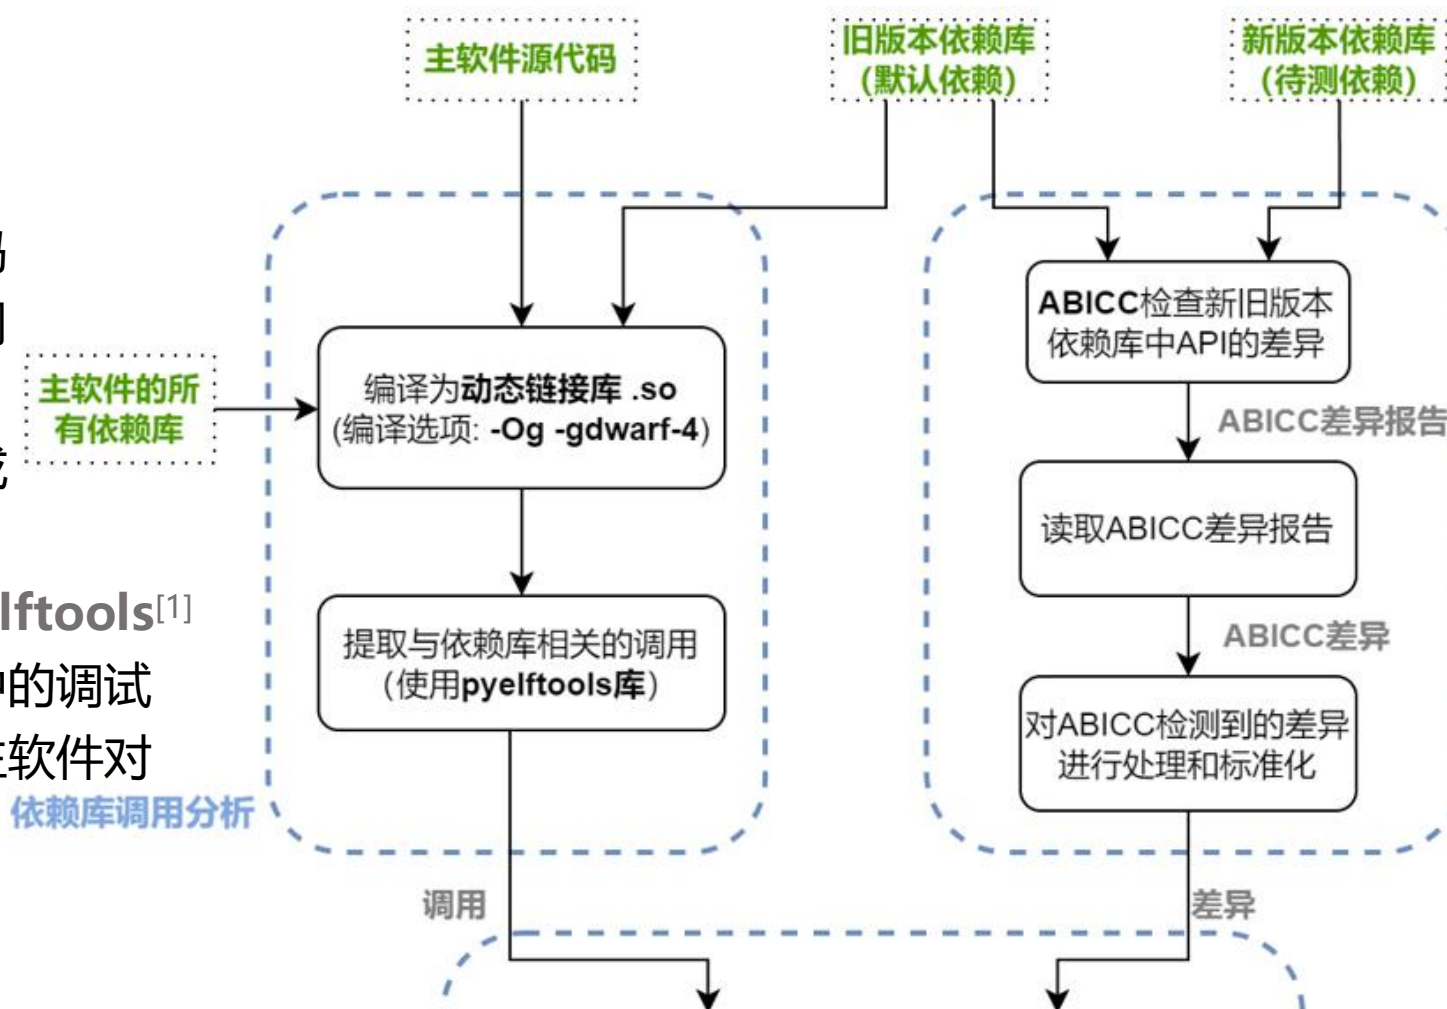 主软件源代码
旧版本依赖库
(默认依赖)
新版本依赖库
(待测依赖)
码
主软件的所
有依赖库
编译为动态链接库 .so
(编译选项: -Og -gdwarf-4)
ABICC检查新旧版本
依赖库中API的差异
ABICC差异报告
读取ABICC差异报告
lftools[1]
中的调试
主软件对
提取与依赖库相关的调用
(使用pyelftools库)
ABICC差异
对ABICC检测到的差异
进行处理和标准化
依赖库调用分析
调用
差异